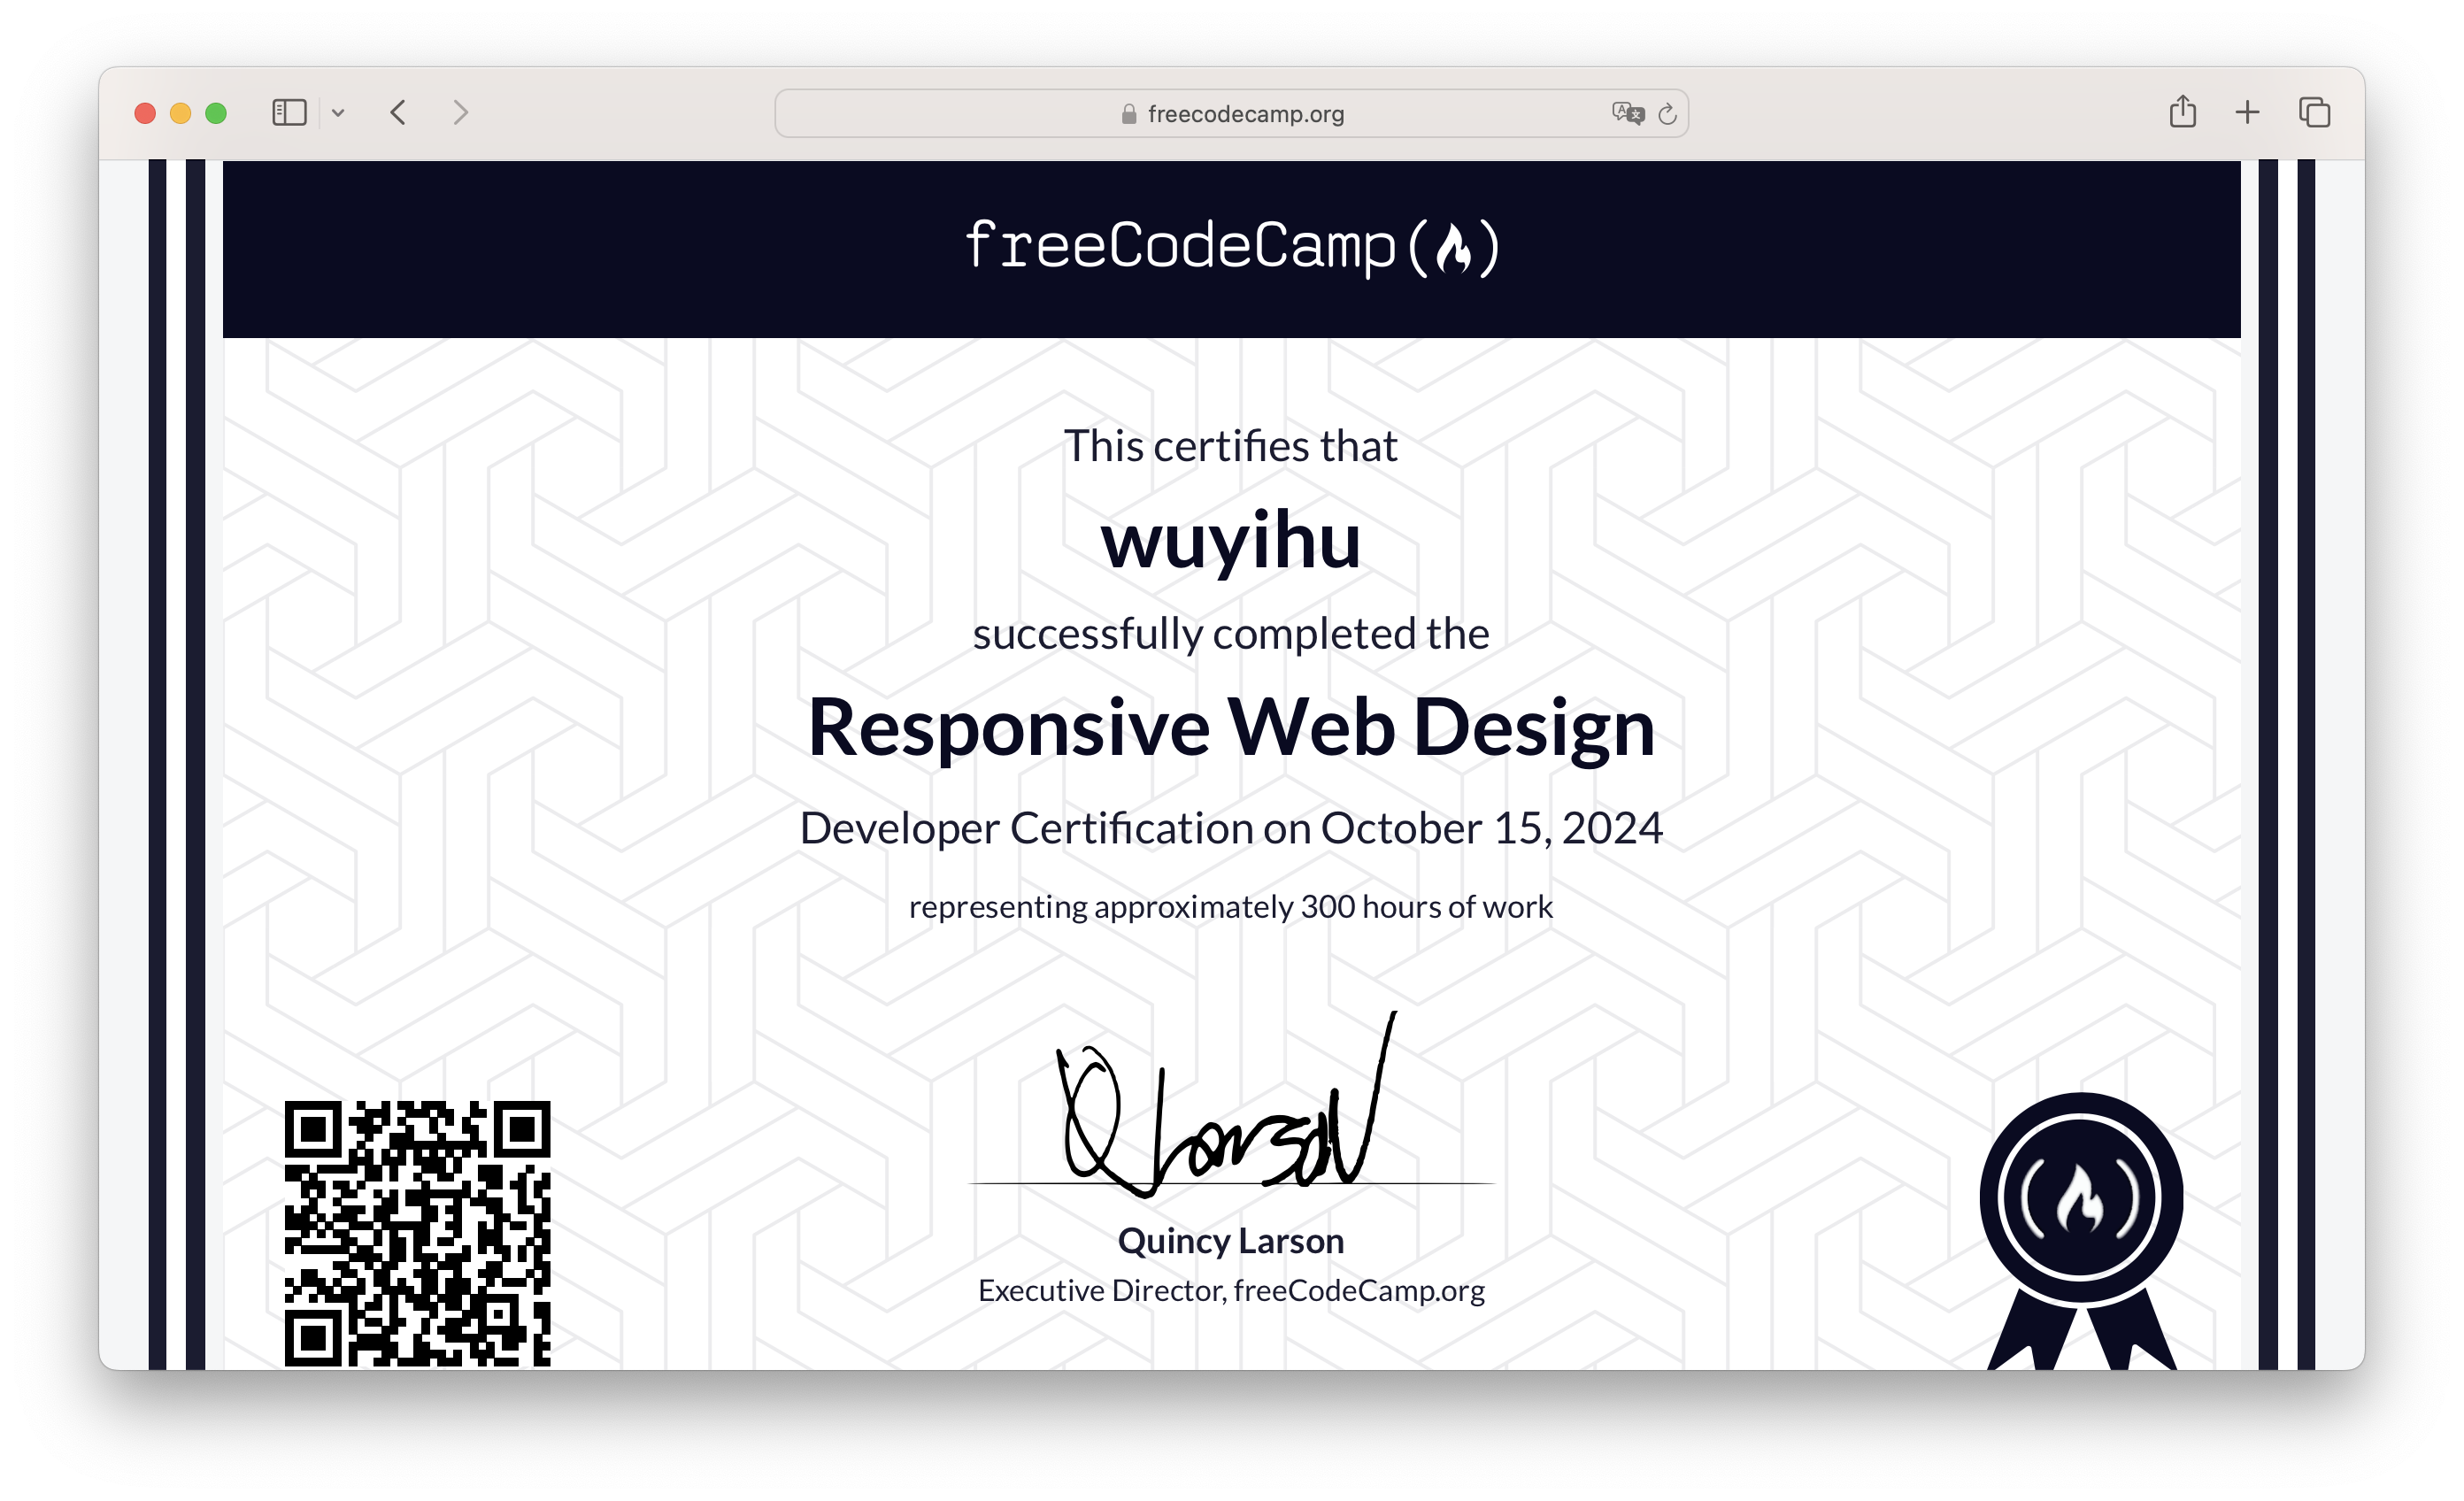 freecodecamp.org
freeCodeCamp
This certifies that
wuyihu
successfully completed the
Responsive Web Design
Developer Certification on October 15, 2024
representing approximately 300 hours of work
Quincy Larson
Executive Director, freeCodeCamp.org